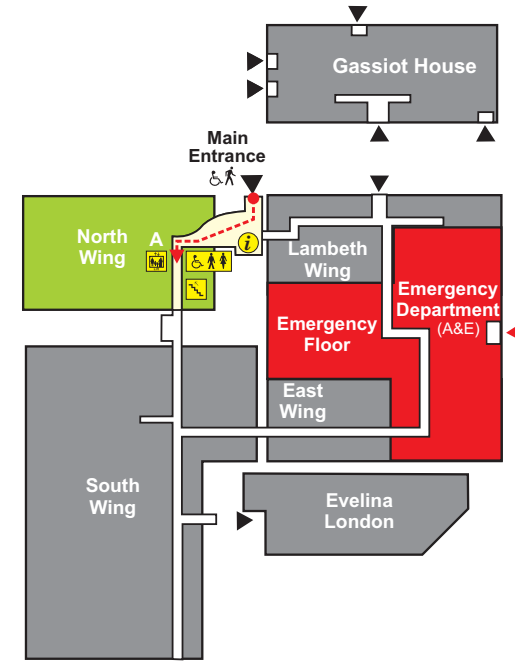 Gassiot House
Main
Entrance
North
Wing
A
i
Lambeth
Wing
Emergency
Department
(A&E)
Emergency
Floor
East
Wing
South
Wing
Evelina
London